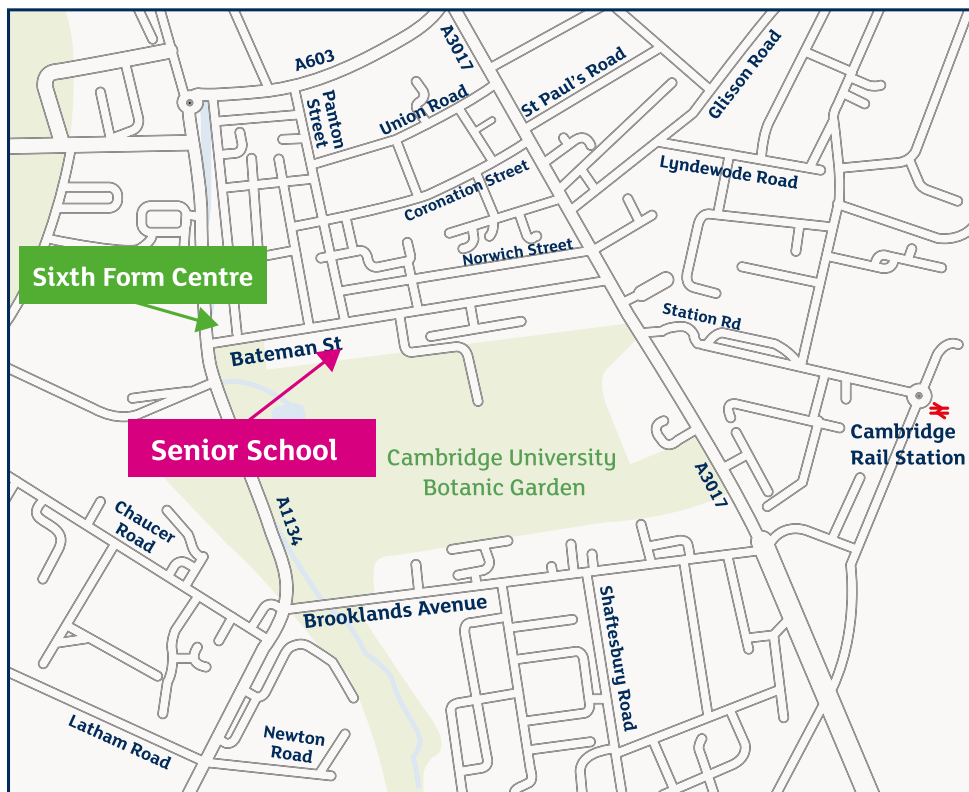 A603
A3017
St Paul's Road
Glisson Road
Panton
Street
Union Road
Lyndewode Road
Coronation Street
Norwich Street
Sixth Form Centre
Station Rd
Bateman St
Senior School
Cambridge
Rail Station
Cambridge University
Botanic Garden
A3017
A1134
Chaucer
Road
Brooklands Avenue
Shaftesbury Road
Latham Road
Newton
Road